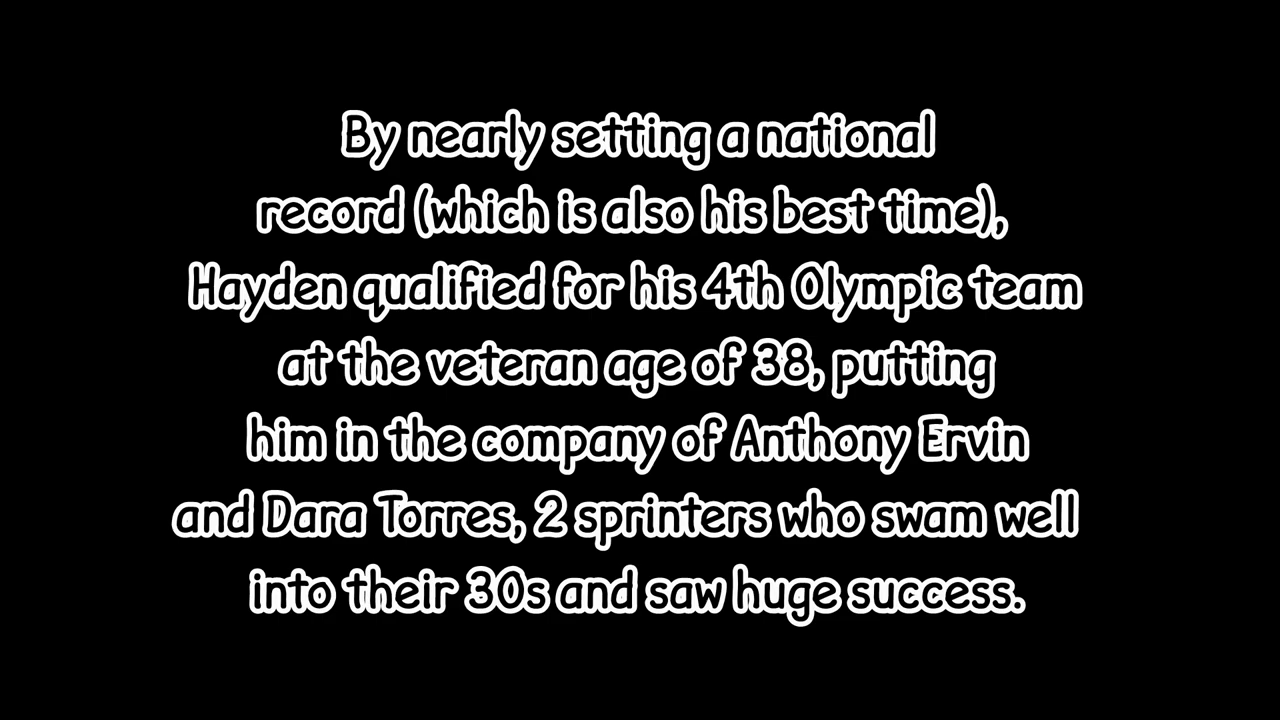 By nearly setting a national
record (which is also his best time),
Hayden qualified for his 4th Olympic team
at the veteran age of 38, putting
him in the company of Anthony Ervin
and Dara Torres, 2 sprinters who swam well
into their 30s and saw huge success.